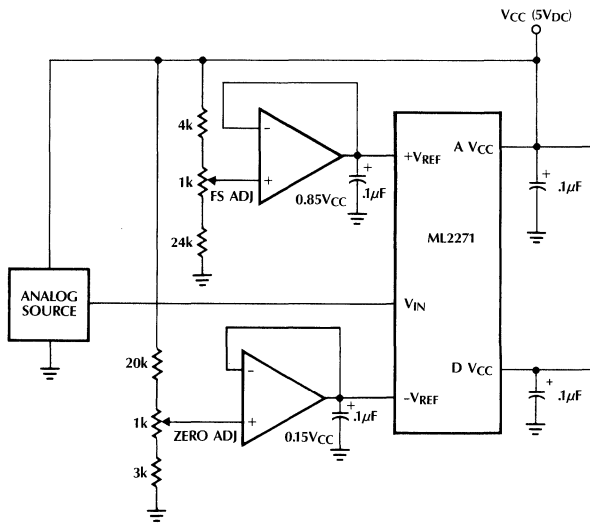 VCC (5VDC)
4k
-
+
1k
FS ADJ
24k
0.85VCC
+
.1µF
+VREF
A VCC
+
.1µF
ML2271
ANALOG
SOURCE
VIN
20k
-
+
1k
ZERO ADJ
3k
0.15VCC
+
.1µF
-VREF
D VCC
+
.1µF